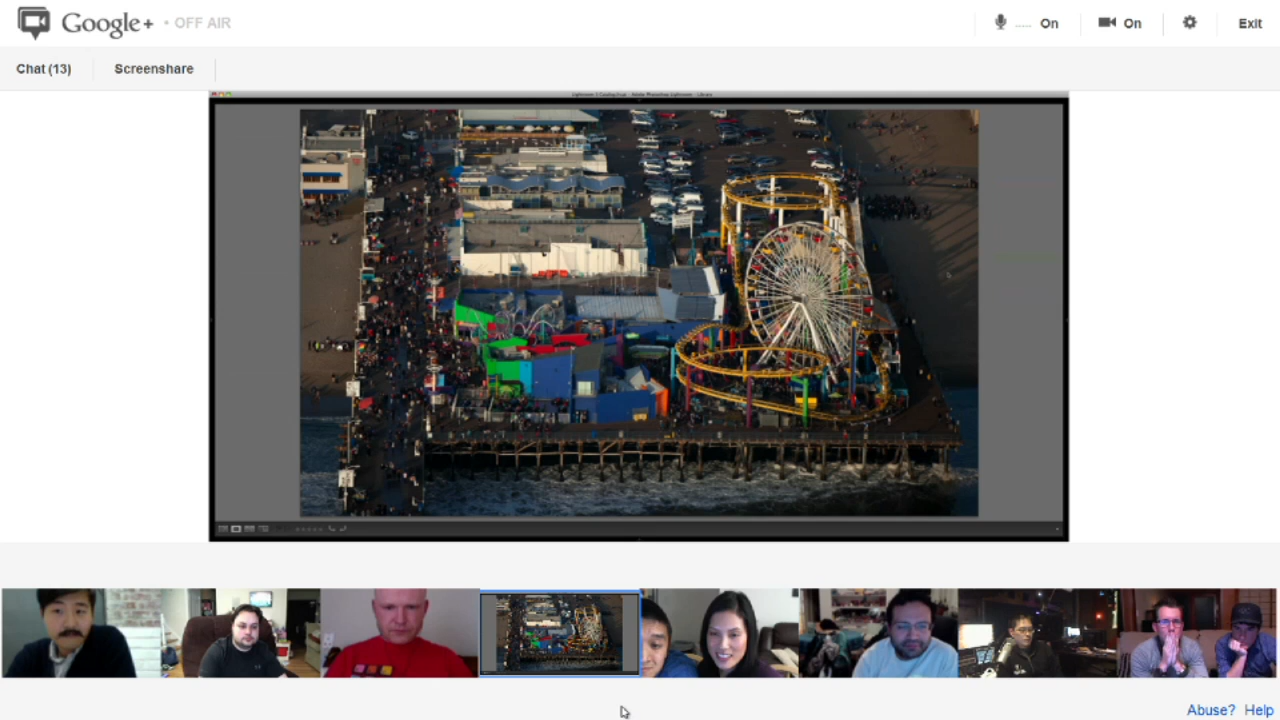 Google+ • OFF AIR
On
On
Exit
Chat (13)
Screenshare
Abuse? Help